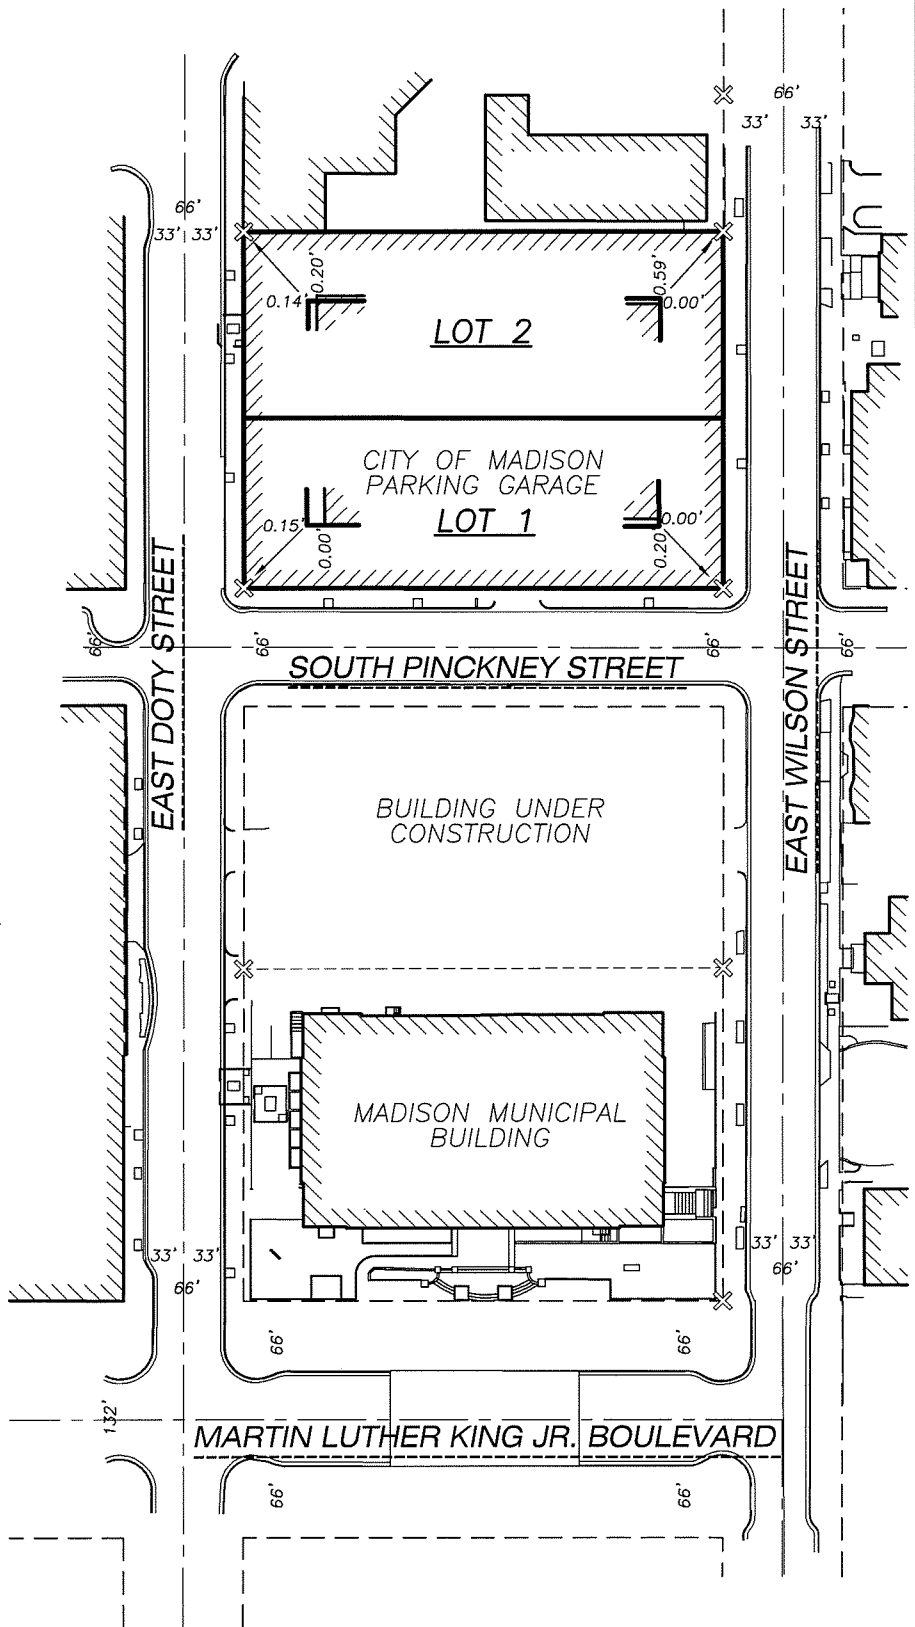 66'
33' 33'
66'
33' 33'
0.20'
0.14'
0.59'
0.00'
LOT 2
CITY OF MADISON
PARKING GARAGE
LOT 1
0.15'
0.00'
0.00'
0.20'
66'
66'
66'
66'
SOUTH PINCKNEY STREET
EAST DOTY STREET
EAST WILSON STREET
BUILDING UNDER
CONSTRUCTION
MADISON MUNICIPAL
BUILDING
33' 33'
66'
33' 33'
66'
66'
66'
132'
MARTIN LUTHER KING JR. BOULEVARD
66'
66'